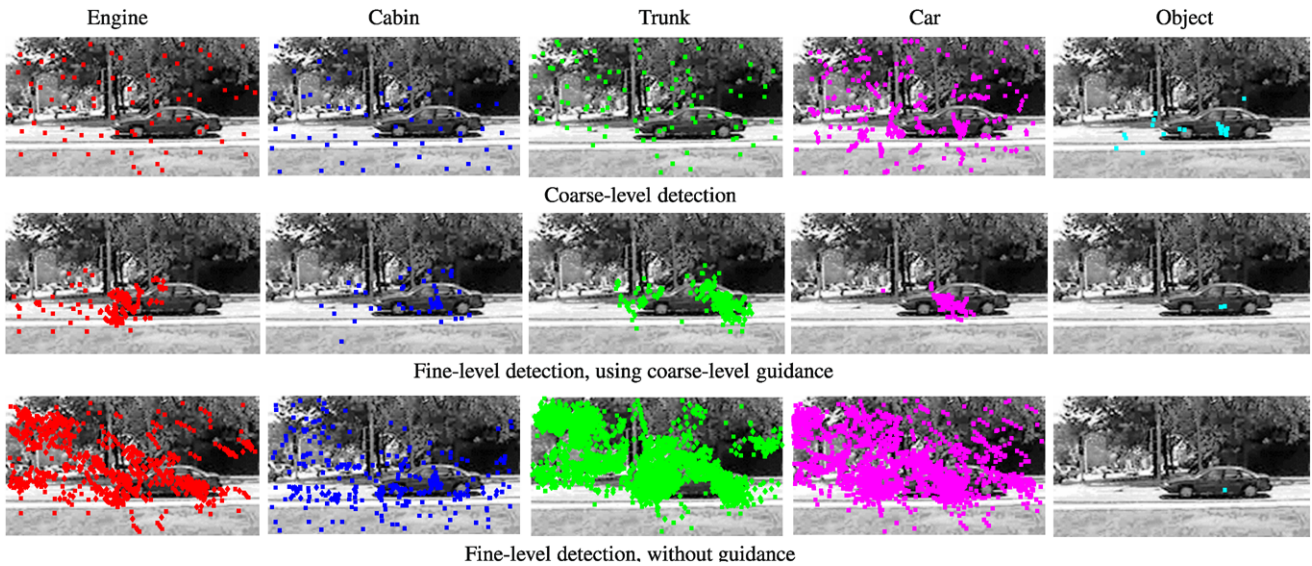 Engine Cabin Trunk Car Object
Coarse-level detection
Fine-level detection, using coarse-level guidance
Fine-level detection, without guidance